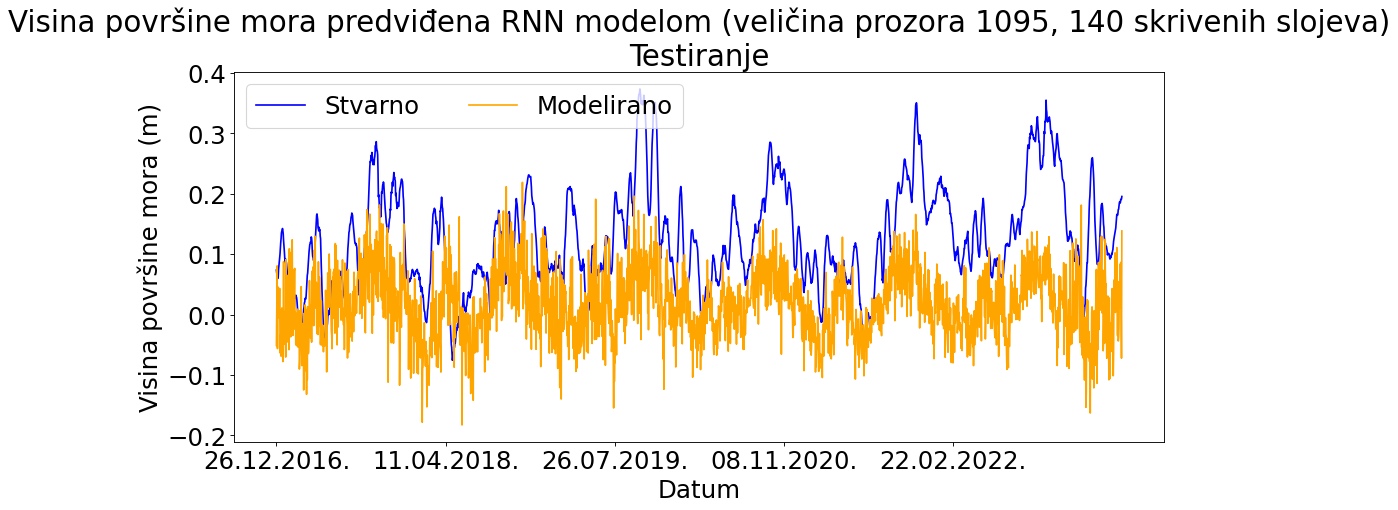 Visina površine mora predviđena RNN modelom (veličina prozora 1095, 140 skrivenih slojeva)
Testiranje
Stvarno
Modelirano
Visina površine mora (m)
0.4
0.3
0.2
0.1
0.0
−0.1
−0.2
26.12.2016.
11.04.2018.
26.07.2019.
08.11.2020.
22.02.2022.
Datum